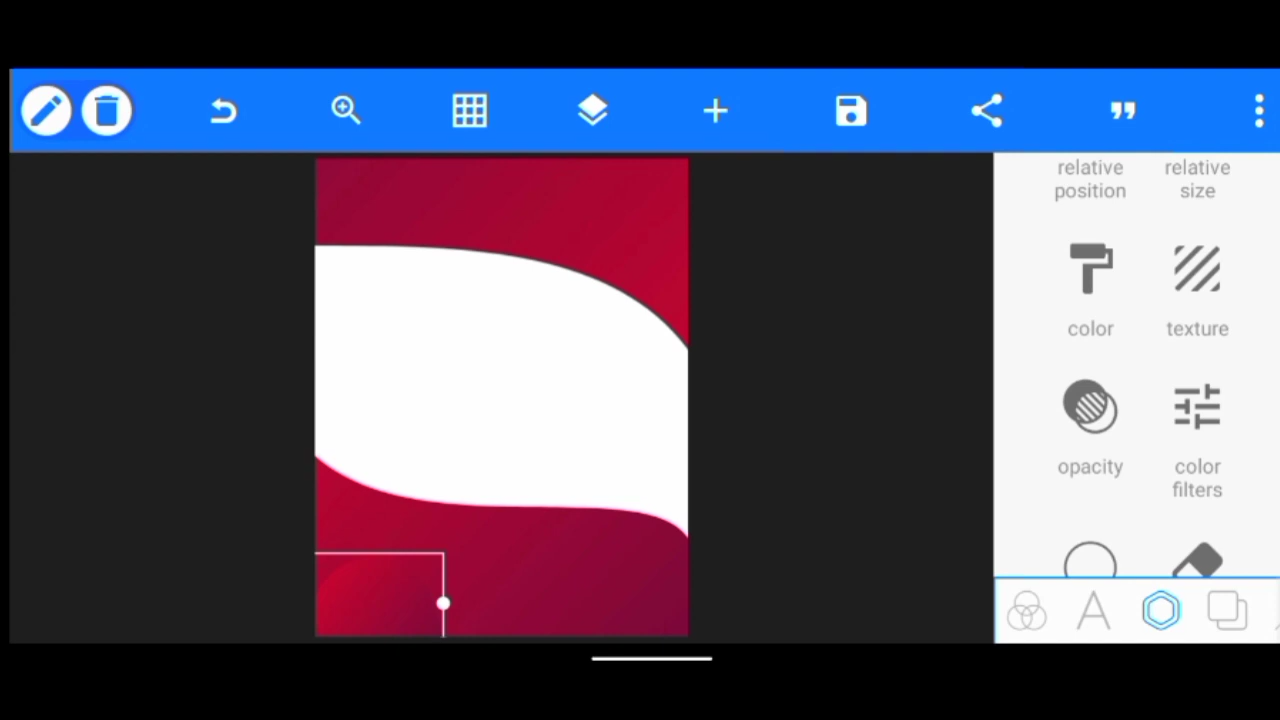 relative
position
relative
size
color
texture
opacity
color
filters